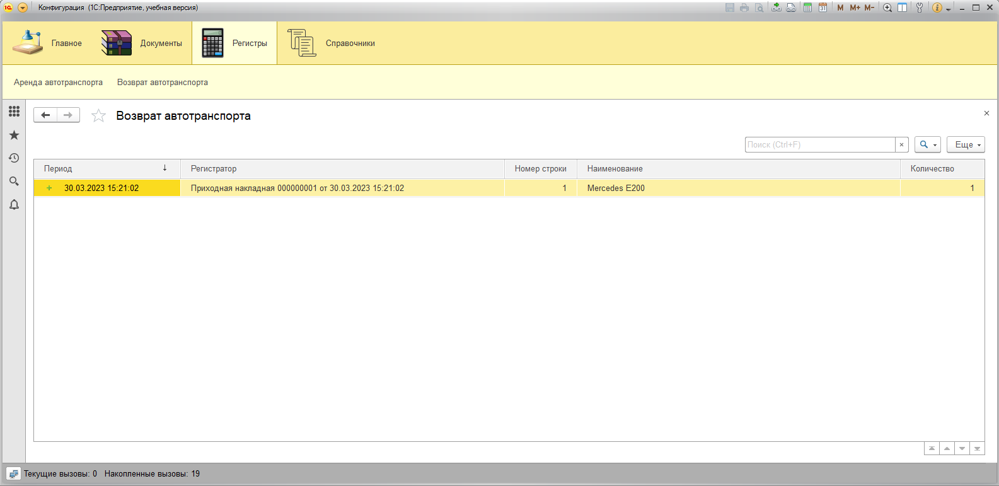 1С Конфигурация (1С:Предприятие, учебная версия) 31 M M+ M- i
Главное Документы Регистры Справочники
Аренда автотранспорта Возврат автотранспорта
Возврат автотранспорта ×
Поиск (Ctrl+F) × Еще
Период ↓ Регистратор Номер строки Наименование Количество
+ 30.03.2023 15:21:02 Приходная накладная 000000001 от 30.03.2023 15:21:02 1 Mercedes E200 1
Текущие вызовы: 0 Накопленные вызовы: 19